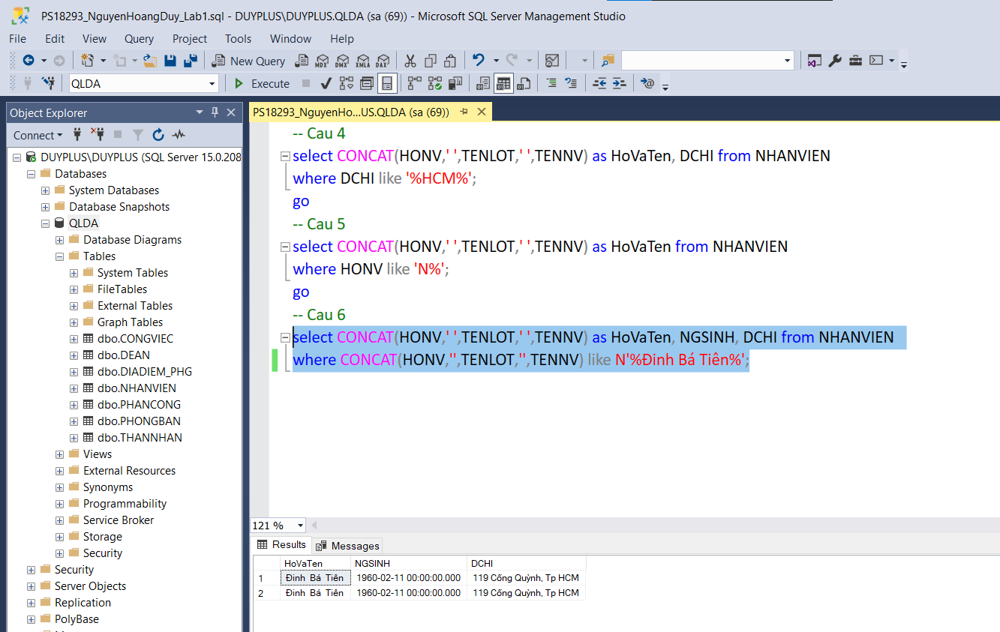 PS18293_NguyenHoangDuy_Lab1.sql - DUYPLUS\DUYPLUS.QLDA (sa (69)) - Microsoft SQL Server Management Studio
File Edit View Query Project Tools Window Help
New Query MDX DMX XMLA DAX
QLDA Execute
Object Explorer
Connect
DUYPLUS\DUYPLUS (SQL Server 15.0.208
Databases
System Databases
Database Snapshots
QLDA
Database Diagrams
Tables
System Tables
FileTables
External Tables
Graph Tables
dbo.CONGVIEC
dbo.DEAN
dbo.DIADIEM_PHG
dbo.NHANVIEN
dbo.PHANCONG
dbo.PHONGBAN
dbo.THANNHAN
Views
External Resources
Synonyms
Programmability
Service Broker
Storage
Security
Security
Server Objects
Replication
PolyBase
PS18293_NguyenHo...US.QLDA (sa (69))
-- Cau 4
select CONCAT(HONV,' ',TENLOT,' ',TENNV) as HoVaTen, DCHI from NHANVIEN
where DCHI like '%HCM%';
go
-- Cau 5
select CONCAT(HONV,' ',TENLOT,' ',TENNV) as HoVaTen from NHANVIEN
where HONV like 'N%';
go
-- Cau 6
select CONCAT(HONV,' ',TENLOT,' ',TENNV) as HoVaTen, NGSINH, DCHI from NHANVIEN
where CONCAT(HONV,'',TENLOT,'',TENNV) like N'%Đinh Bá Tiên%';
121 %
Results Messages
HoVaTen NGSINH DCHI
1 Đinh Bá Tiên 1960-02-11 00:00:00.000 119 Cống Quỳnh, Tp HCM
2 Đinh Bá Tiên 1960-02-11 00:00:00.000 119 Cống Quỳnh, Tp HCM